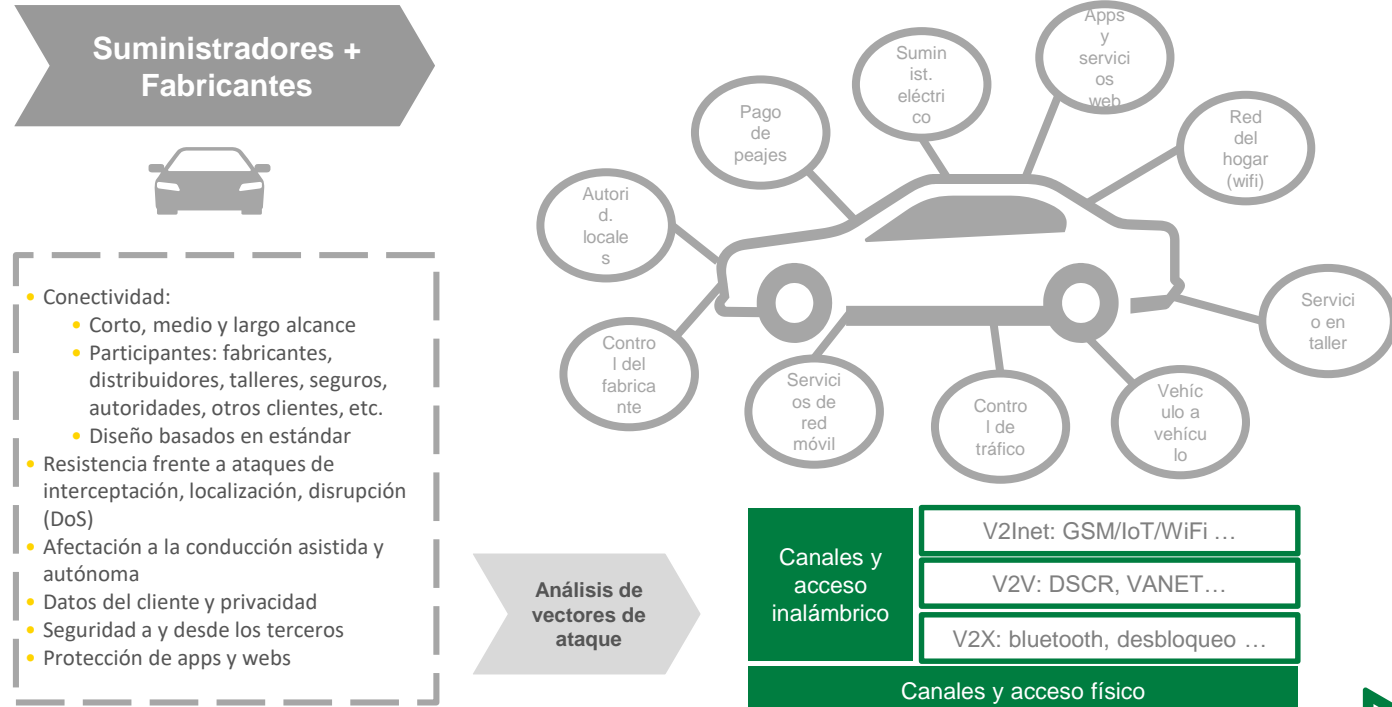 Suministradores +
Fabricantes
• Conectividad:
• Corto, medio y largo alcance
• Participantes: fabricantes,
distribuidores, talleres, seguros,
autoridades, otros clientes, etc.
• Diseño basados en estándar
• Resistencia frente a ataques de
interceptación, localización, disrupción
(DoS)
• Afectación a la conducción asistida y
autónoma
• Datos del cliente y privacidad
• Seguridad a y desde los terceros
• Protección de apps y webs
Autori
d.
locale
s
Pago
de
peajes
Sumin
ist.
eléctri
co
Apps
y
servici
os
web
Red
del
hogar
(wifi)
Servici
o en
taller
Vehíc
ulo a
vehícu
lo
Contro
l de
tráfico
Servici
os de
red
móvil
Contro
l del
fabrica
nte
Análisis de
vectores de
ataque
Canales y
acceso
inalámbrico
V2Inet: GSM/IoT/WiFi …
V2V: DSCR, VANET…
V2X: bluetooth, desbloqueo …
Canales y acceso físico